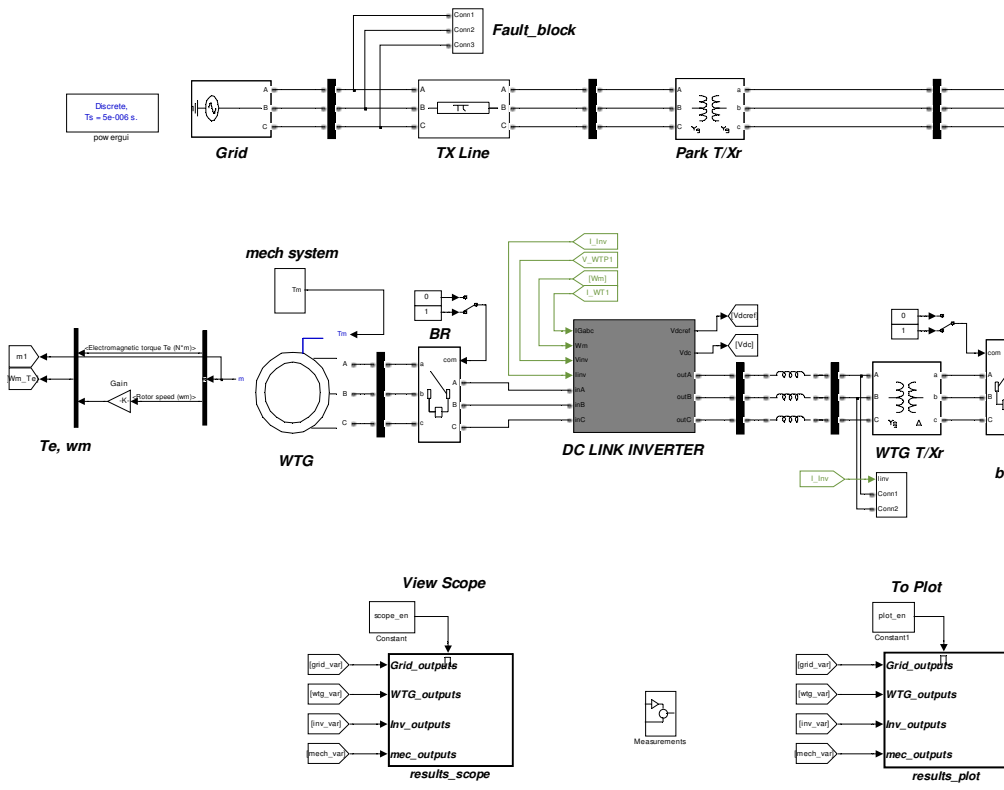 Conn1
Conn2
Conn3
Fault_block
Discrete,
Ts = 5e-006 s.
powergui
A
B
C
Grid
A
B
C
A
B
C
TX Line
A
B
C
a
b
c
Park T/Xr
mech system
Tm
Tm
0
1
BR
I_Inv
V_WTP1
[Wm]
I_WT1
IGabc
Wm
Vinv
Iinv
inA
inB
inC
Vdcref
Vdc
outA
outB
outC
[Vdcref]
[Vdc]
DC LINK INVERTER
m1
[Wm_Te]
<Electromagnetic torque Te (N*m)>
Gain
-K-
<Rotor speed (wm)>
m
Te, wm
A
B
C
WTG
com
a
b
c
A
B
C
0
1
A
B
C
Yg
Δ
a
b
c
WTG T/Xr
com
a
b
c
b
I_Inv
Iinv
Conn1
Conn2
View Scope
scope_en
Constant
[grid_var]
[wtg_var]
[inv_var]
[mech_var]
Grid_outputs
WTG_outputs
Inv_outputs
mec_outputs
results_scope
Measurements
To Plot
plot_en
Constant1
[grid_var]
[wtg_var]
[inv_var]
[mech_var]
Grid_outputs
WTG_outputs
Inv_outputs
mec_outputs
results_plot